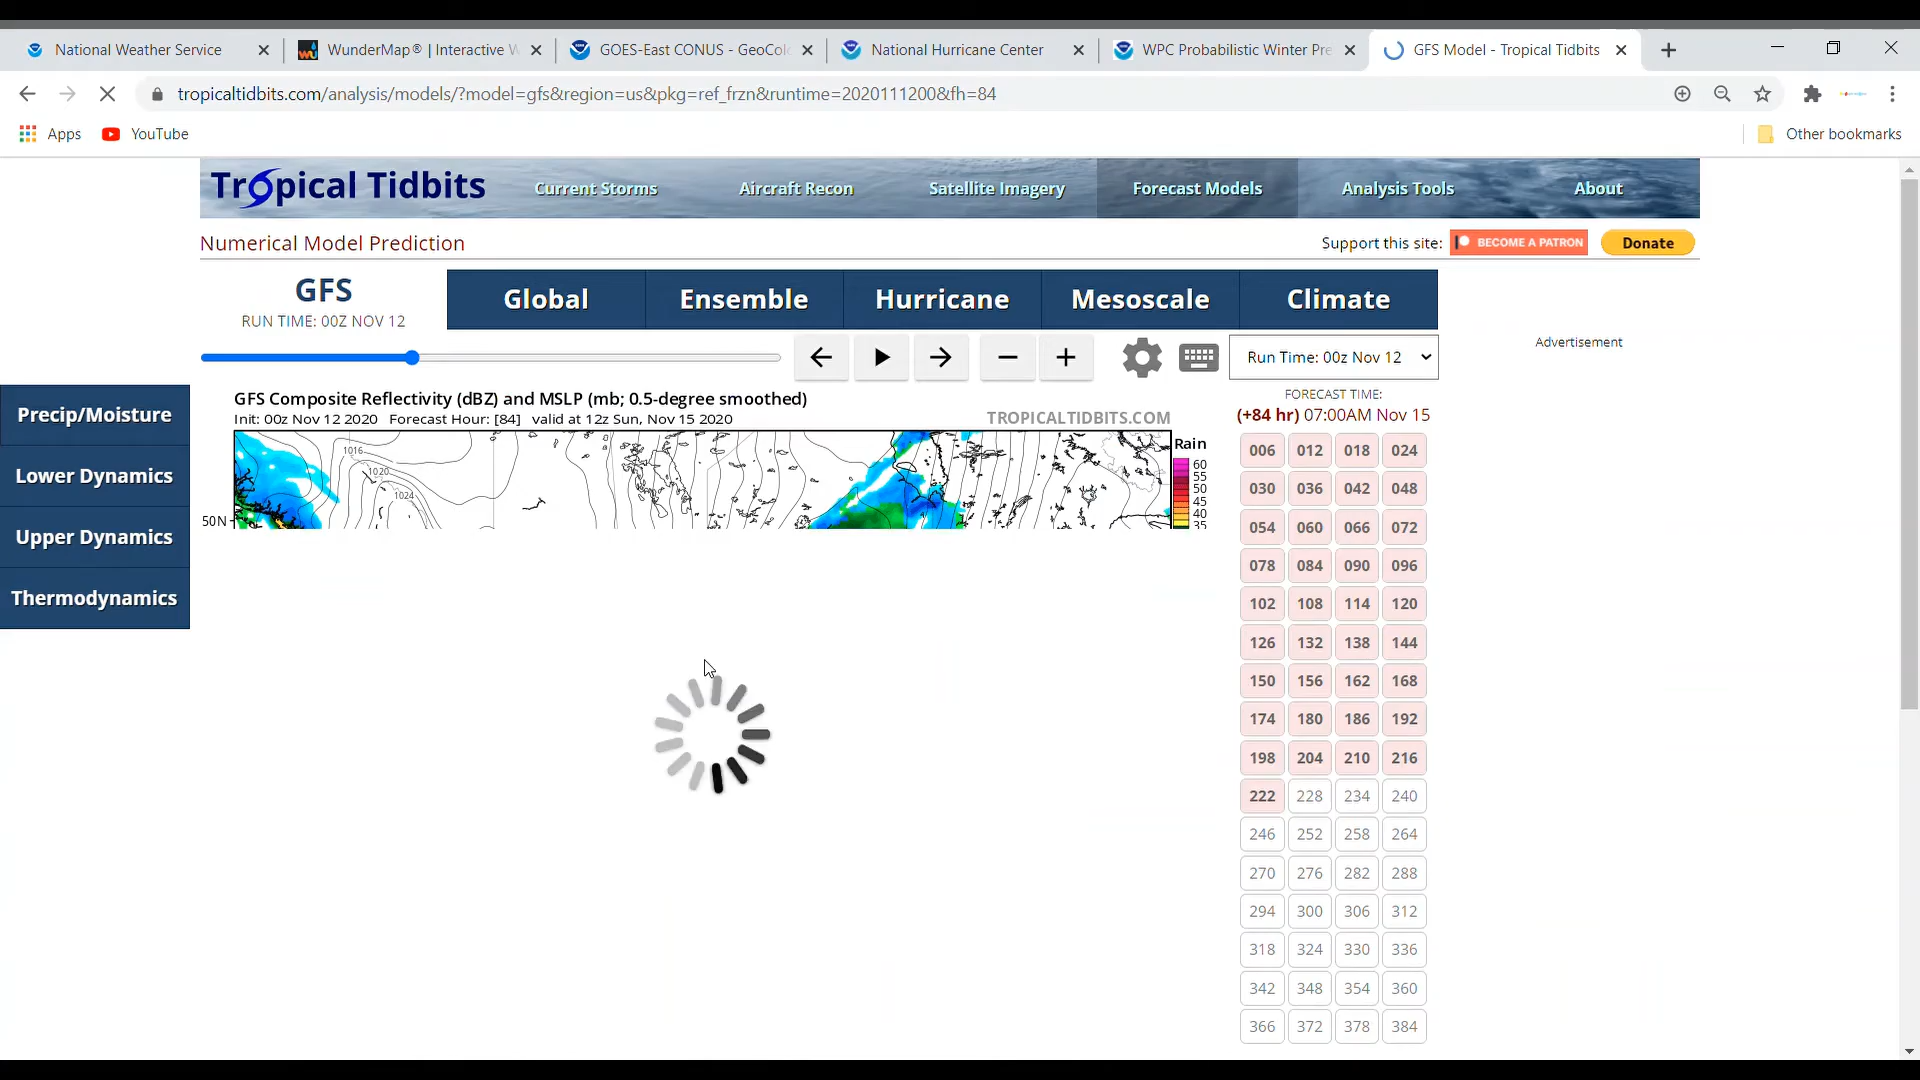 National Weather Service
WunderMap® | Interactive W
GOES-East CONUS - GeoColo
National Hurricane Center
WPC Probabilistic Winter Pre
GFS Model - Tropical Tidbits
tropicaltidbits.com/analysis/models/?model=gfs&region=us&pkg=ref_frzn&runtime=2020111200&fh=84
Apps
YouTube
Other bookmarks
Tropical Tidbits
Current Storms
Aircraft Recon
Satellite Imagery
Forecast Models
Analysis Tools
About
Numerical Model Prediction
Support this site:
BECOME A PATRON
Donate
GFS
RUN TIME: 00Z NOV 12
Global
Ensemble
Hurricane
Mesoscale
Climate
Run Time: 00z Nov 12
Advertisement
Precip/Moisture
Lower Dynamics
Upper Dynamics
Thermodynamics
GFS Composite Reflectivity (dBZ) and MSLP (mb; 0.5-degree smoothed)
Init: 00z Nov 12 2020 Forecast Hour: [84] valid at 12z Sun, Nov 15 2020
TROPICALTIDBITS.COM
1016
1020
1024
50N
Rain
60
55
50
45
40
35
FORECAST TIME:
(+84 hr) 07:00AM Nov 15
006 012 018 024
030 036 042 048
054 060 066 072
078 084 090 096
102 108 114 120
126 132 138 144
150 156 162 168
174 180 186 192
198 204 210 216
222 228 234 240
246 252 258 264
270 276 282 288
294 300 306 312
318 324 330 336
342 348 354 360
366 372 378 384